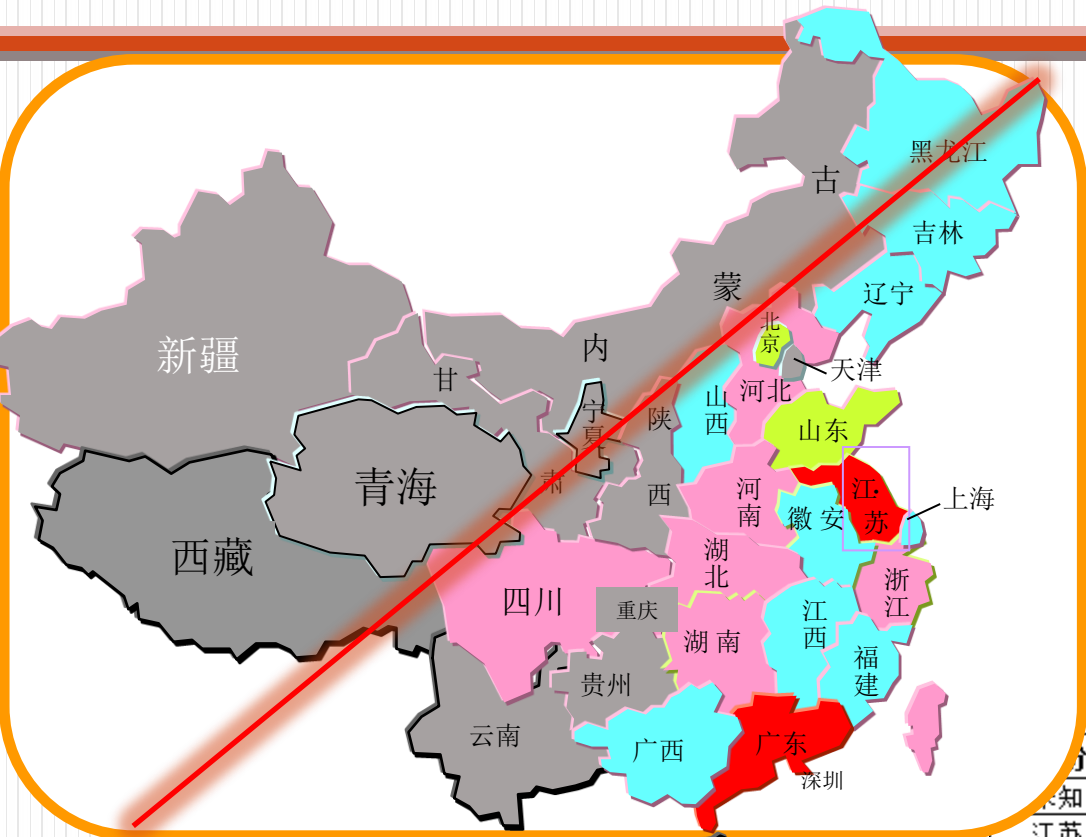 黑龙江
古
吉林
蒙
辽宁
北京
内
新疆
天津
甘
河北
山西
宁夏
陕
山东
肃
青海
西
河南
江
苏
徽 安
上海
西藏
湖北
浙江
四川
重庆
江西
湖 南
福建
贵州
云南
广西
广东
深圳
知
江苏